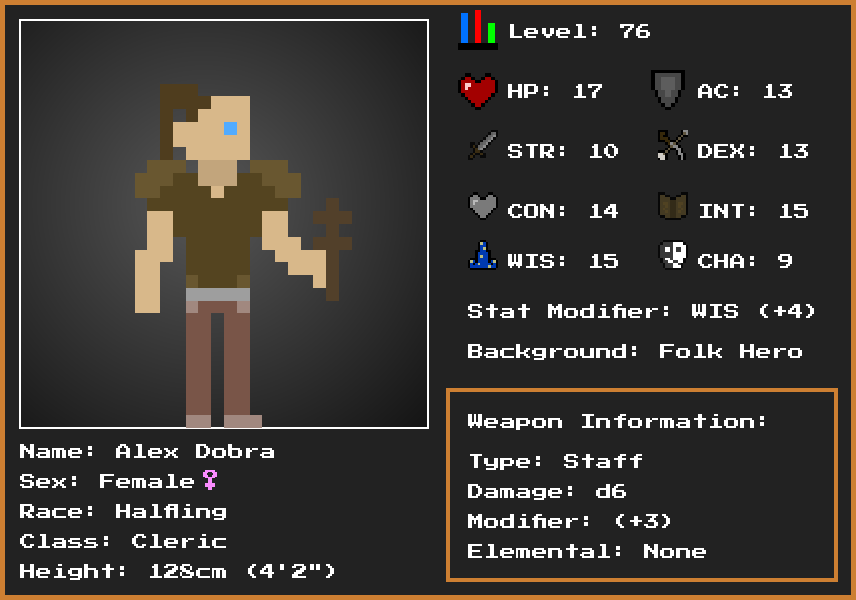 Level: 76
HP: 17 AC: 13
STR: 10 DEX: 13
CON: 14 INT: 15
WIS: 15 CHA: 9
Stat Modifier: WIS (+4)
Background: Folk Hero
Weapon Information:
Type: Staff
Damage: d6
Modifier: (+3)
Elemental: None
Name: Alex Dobra
Sex: Female♀
Race: Halfling
Class: Cleric
Height: 128cm (4'2")